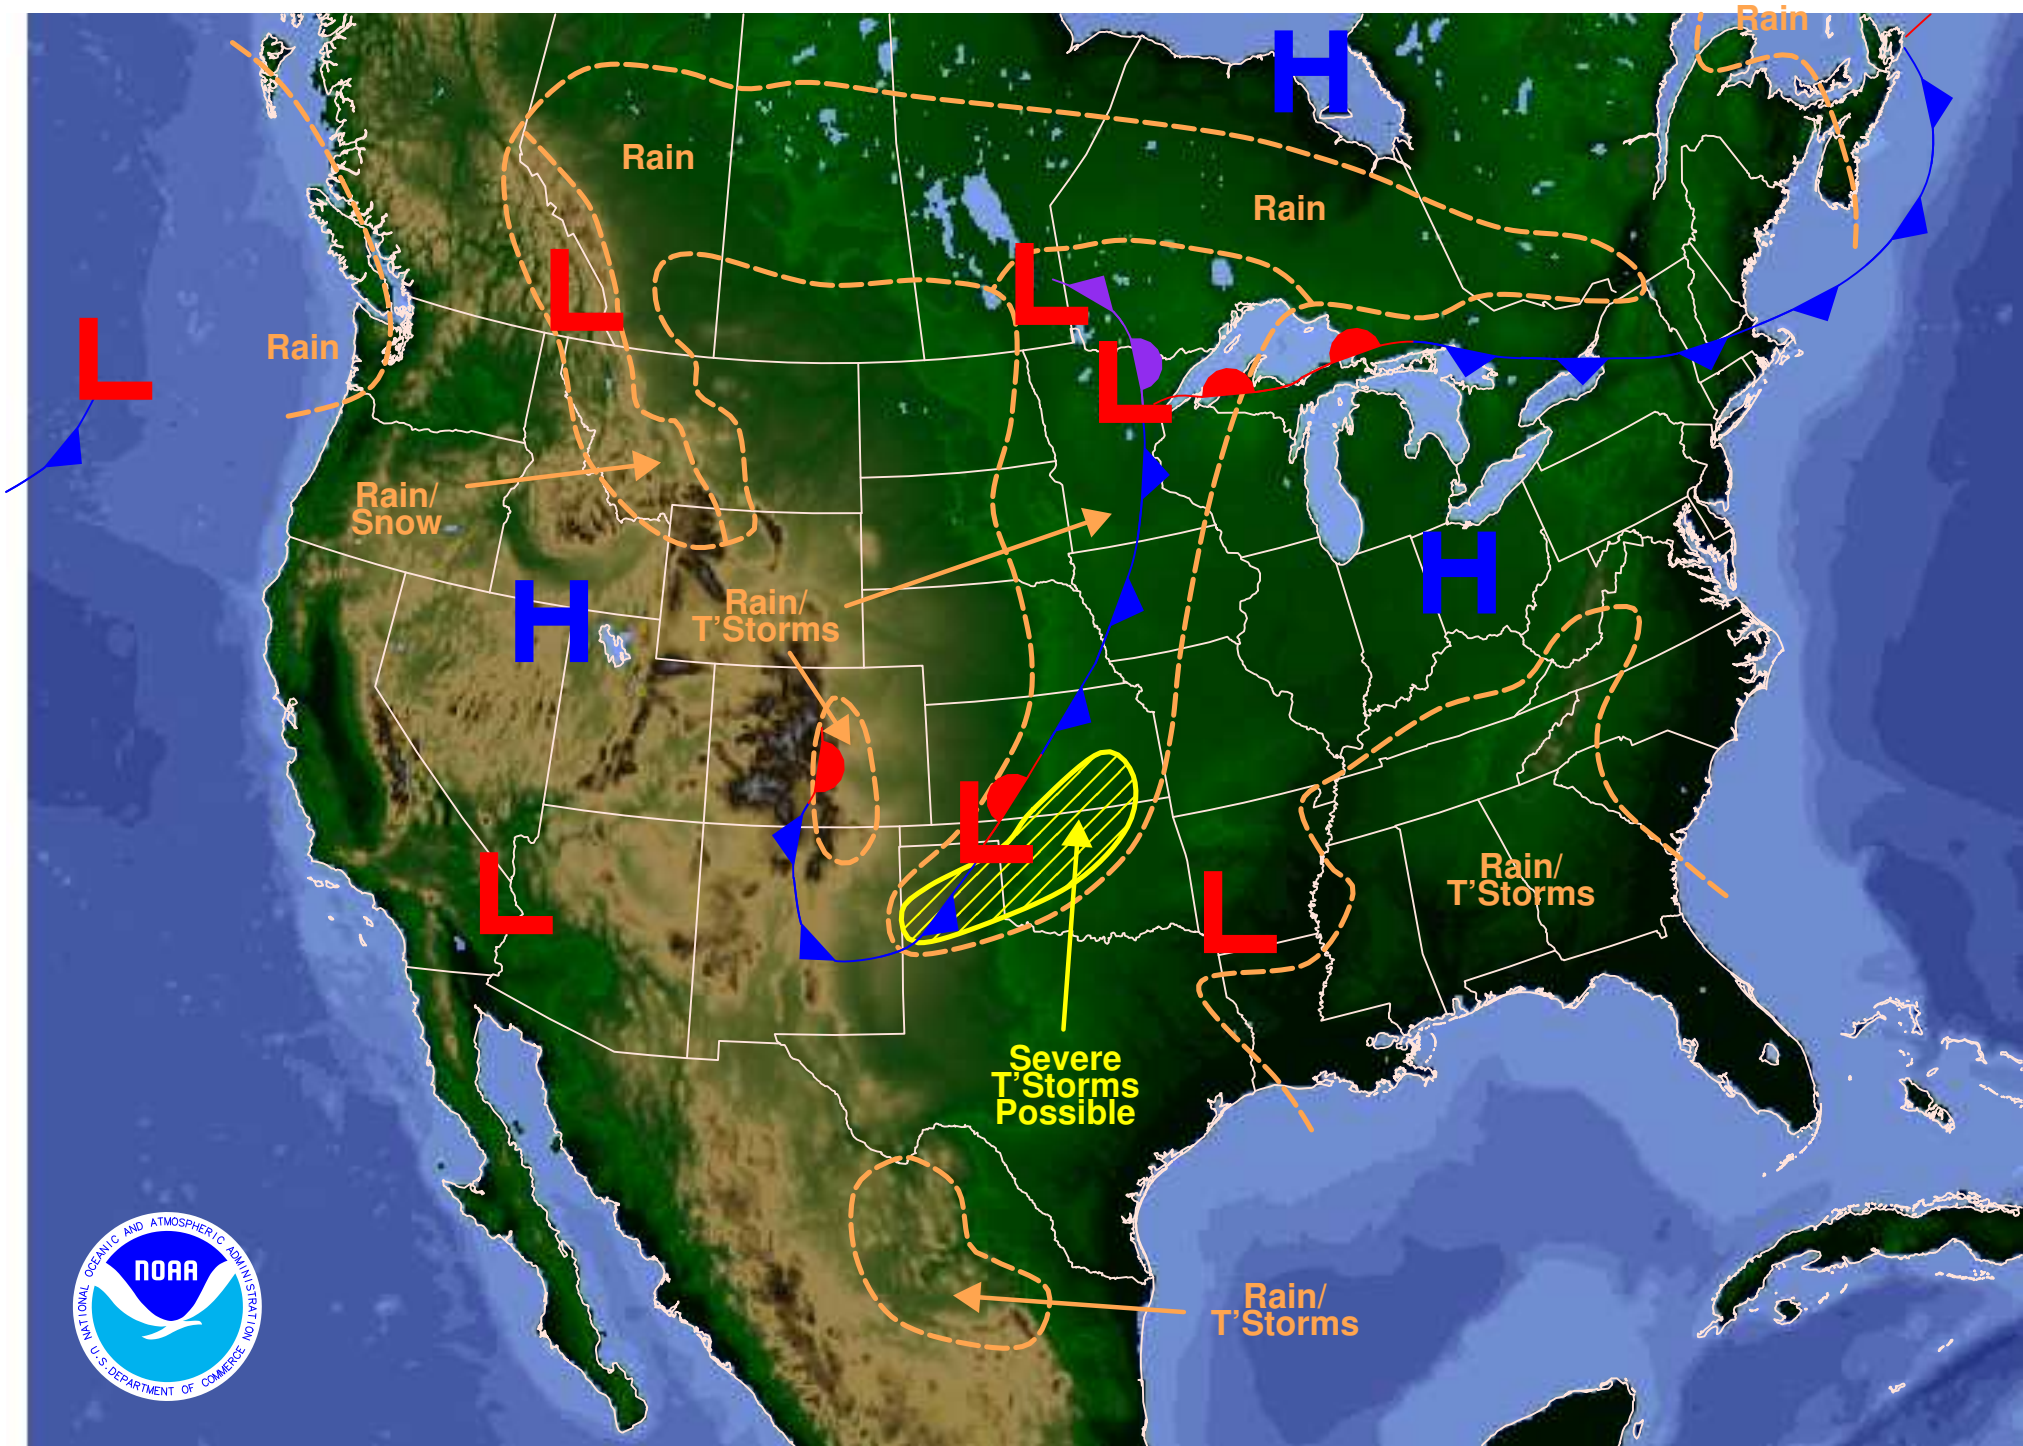 Rain
H
Rain
Rain
L
L
L
Rain
L
Rain/
Snow
H
H
Rain/
T'Storms
L
L
L
Rain/
T'Storms
Severe
T'Storms
Possible
Rain/
T'Storms
NATIONAL OCEANIC AND ATMOSPHERIC ADMINISTRATION
NOAA
U.S. DEPARTMENT OF COMMERCE